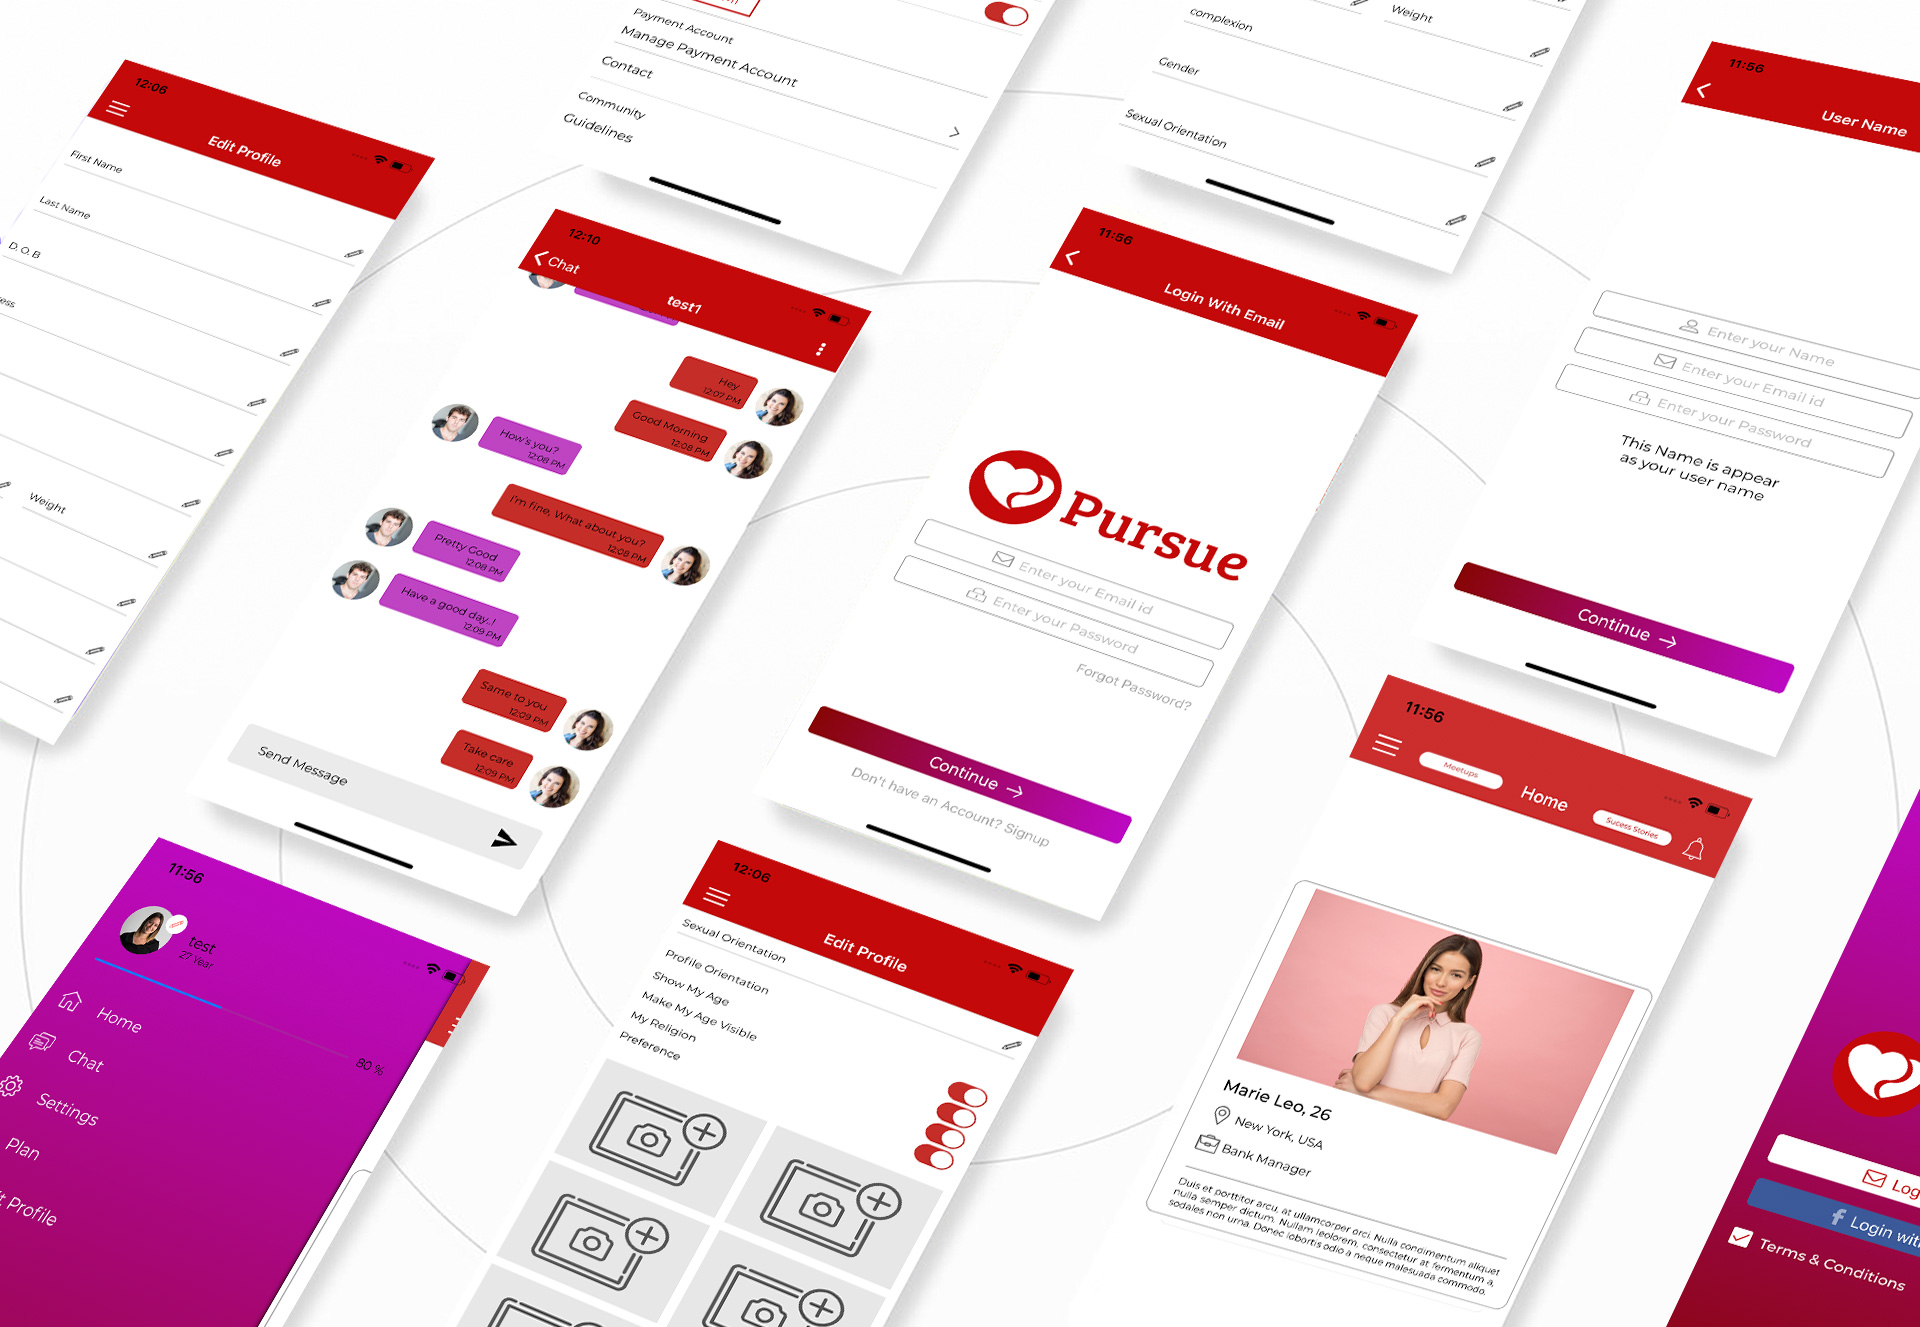 Payment Account
Manage Payment Account
Contact
Community
Guidelines
complexion
Weight
Gender
Sexual Orientation
11:56
User Name
Enter your Name
Enter your Email id
Enter your Password
This Name is appear
as your user name
Continue
12:06
Edit Profile
First Name
Last Name
D. O. B
Weight
12:10
Chat
test1
Hey
12:07 PM
Good Morning
12:08 PM
How's you?
12:08 PM
I'm fine, What about you?
12:08 PM
Pretty Good
12:08 PM
Have a good day..!
12:09 PM
Same to you
12:09 PM
Take care
12:09 PM
Send Message
11:56
Login With Email
Pursue
Enter your Email id
Enter your Password
Forgot Password?
Continue
Don't have an Account? Signup
11:56
test
27 Year
80 %
Home
Chat
Settings
Plan
Profile
12:06
Edit Profile
Sexual Orientation
Profile Orientation
Show My Age
Make My Age Visible
My Religion
Preference
11:56
Meetups
Home
Sucess Stories
Marie Leo, 26
New York, USA
Bank Manager
Duis et porttitor arcu, at ullamcorper orci. Nulla condimentum aliquet
nulla semper dictum. Nullam leolorem, consectetur at fermentum a,
sodales non urna. Donec lobortis odio a neque malesuada commodo.
Log
Login wit
Terms & Conditions